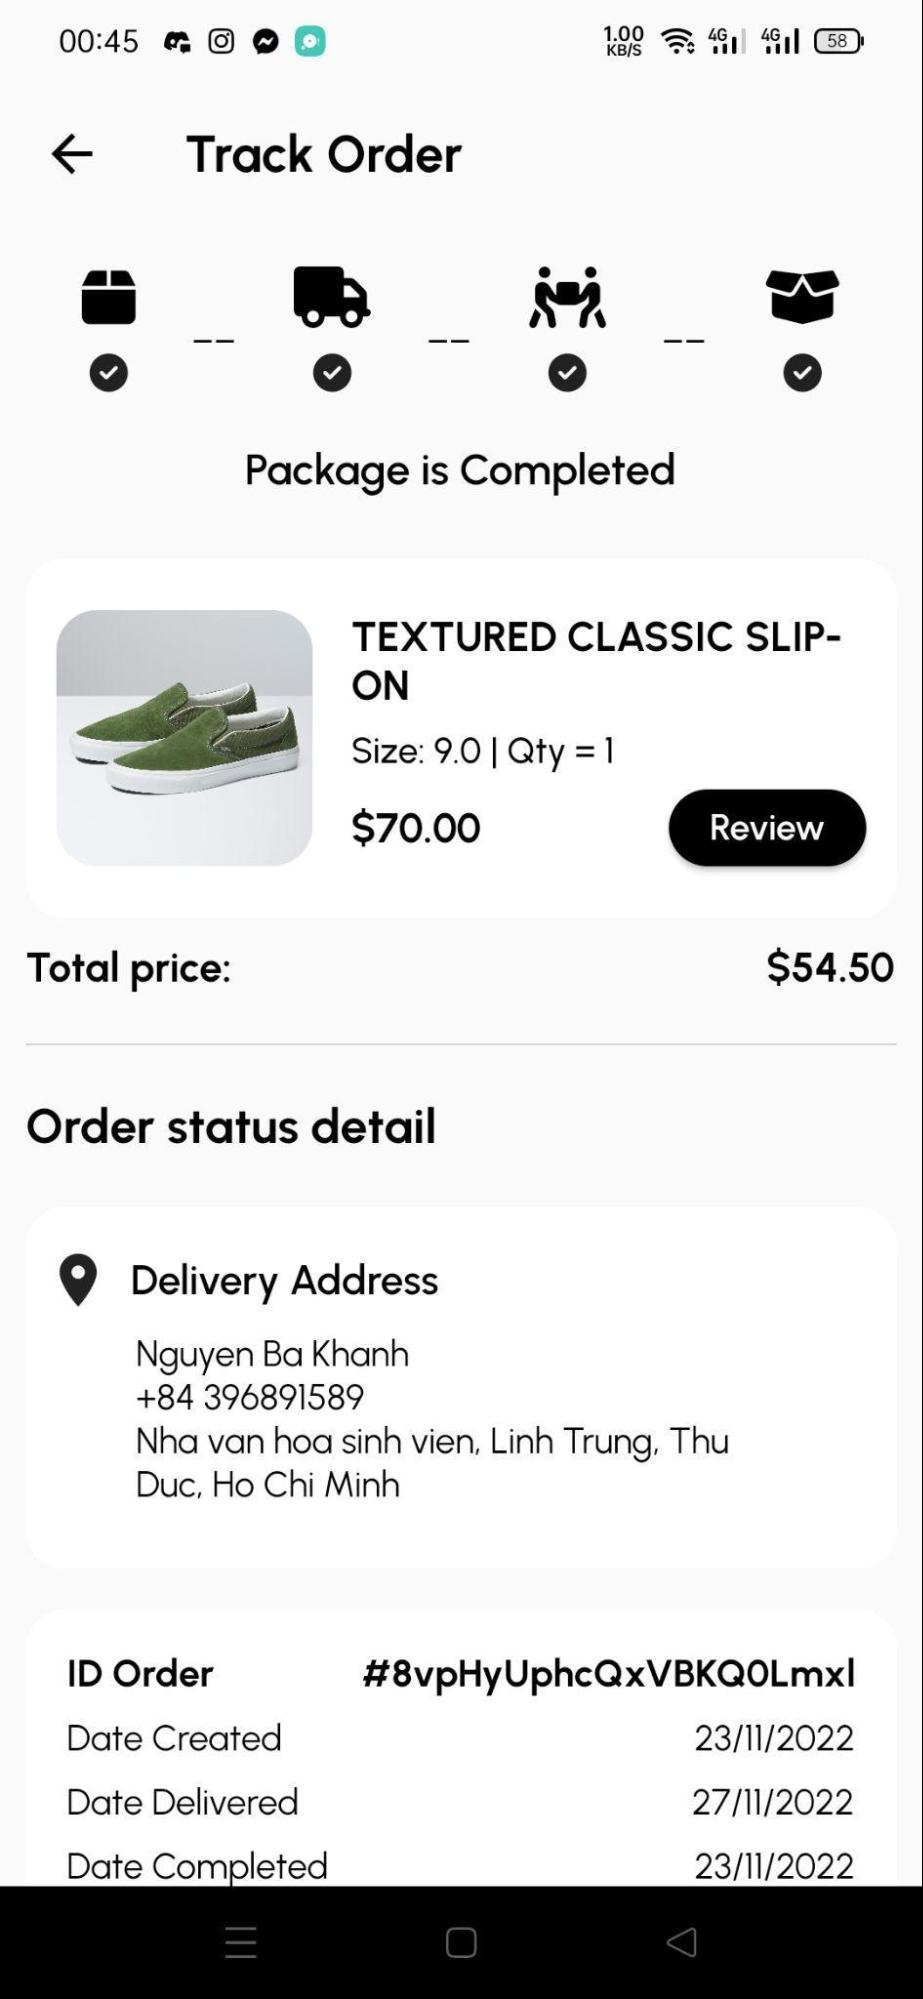 00:45
1.00
KB/S
4G
4G
58
Track Order
Package is Completed
TEXTURED CLASSIC SLIP-
ON
Size: 9.0 | Qty = 1
$70.00
Review
Total price:
$54.50
Order status detail
Delivery Address
Nguyen Ba Khanh
+84 396891589
Nha van hoa sinh vien, Linh Trung, Thu
Duc, Ho Chi Minh
ID Order #8vpHyUphcQxVBKQ0Lmxl
Date Created 23/11/2022
Date Delivered 27/11/2022
Date Completed 23/11/2022